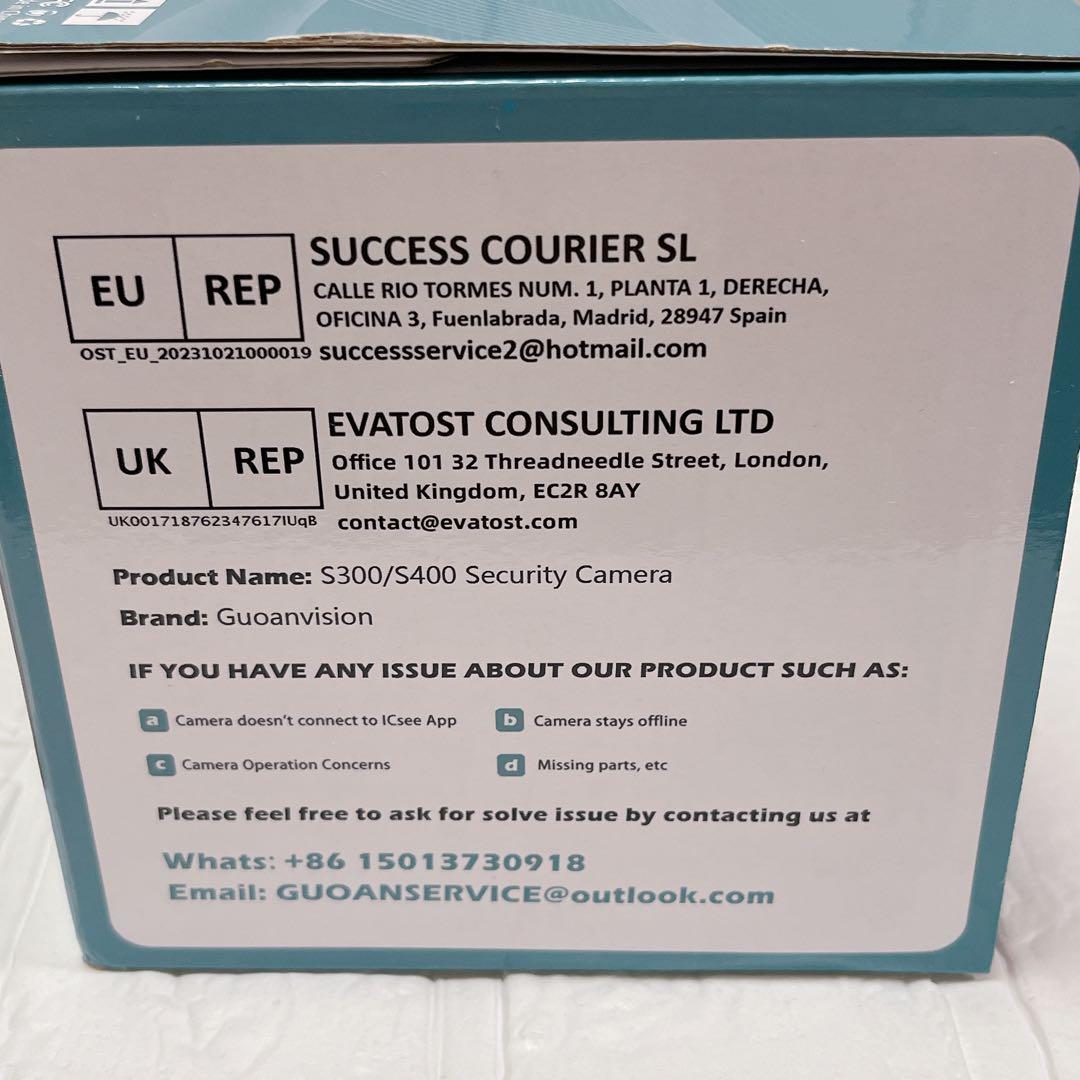 EU REP
SUCCESS COURIER SL
CALLE RIO TORMES NUM. 1, PLANTA 1, DERECHA,
OFICINA 3, Fuenlabrada, Madrid, 28947 Spain
OST_EU_20231021000019 successservice2@hotmail.com
UK REP
EVATOST CONSULTING LTD
Office 101 32 Threadneedle Street, London,
United Kingdom, EC2R 8AY
UK001718762347617IUqB contact@evatost.com
Product Name: S300/S400 Security Camera
Brand: Guoanvision
IF YOU HAVE ANY ISSUE ABOUT OUR PRODUCT SUCH AS:
a Camera doesn't connect to ICsee App b Camera stays offline
c Camera Operation Concerns d Missing parts, etc
Please feel free to ask for solve issue by contacting us at
Whats: +86 15013730918
Email: GUOANSERVICE@outlook.com